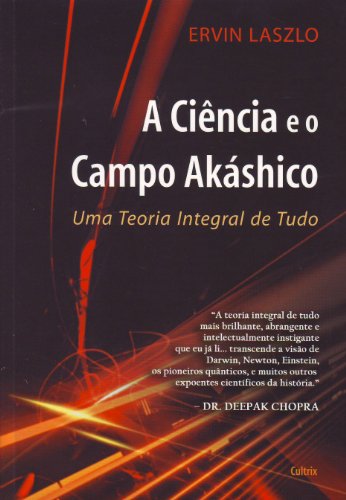 ERVIN LASZLO
A Ciência e o
Campo Akáshico
Uma Teoria Integral de Tudo
“A teoria integral de tudo
mais brilhante, abrangente e
intelectualmente instigante
que eu já li... transcende a visão de
Darwin, Newton, Einstein,
os pioneiros quânticos, e muitos outros
expoentes científicos da história.”
– DR. DEEPAK CHOPRA
Cultrix